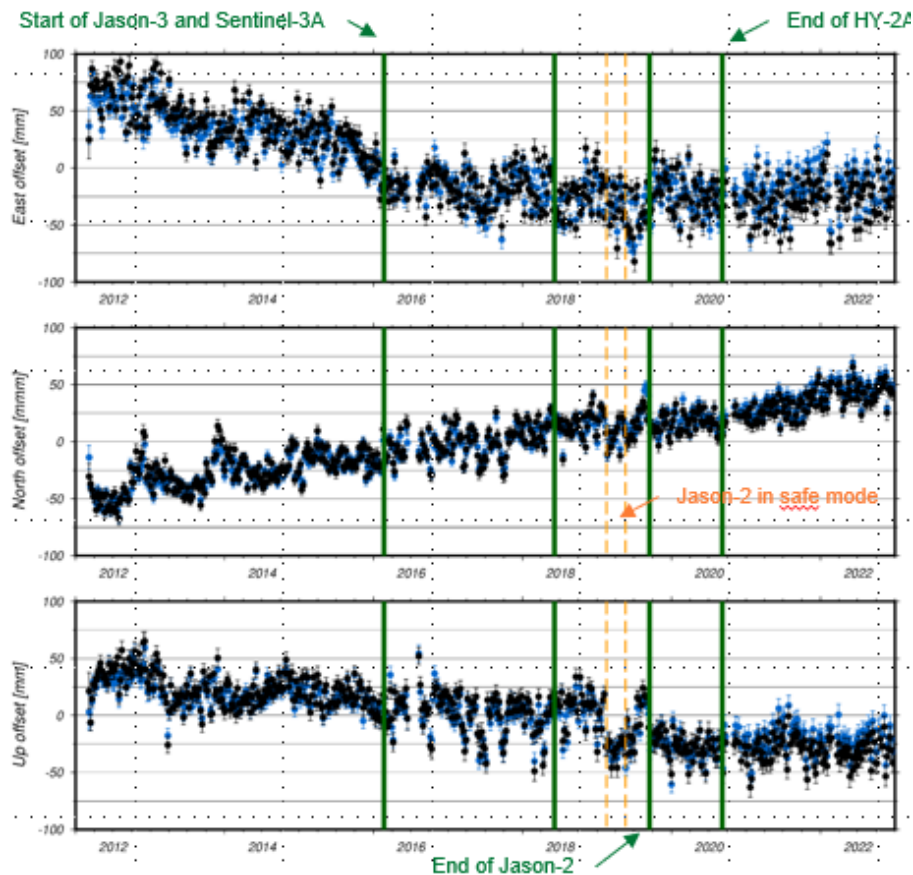 Start of Jason-3 and Sentinel-3A
End of HY-2A
100
50
0
-50
-100
East offset [mm]
2012 2014 2016 2018 2020 2022
100
50
0
-50
-100
North offset [mmm]
Jason-2 in safe mode
2012 2014 2016 2018 2020 2022
100
50
0
-50
-100
Up offset [mm]
2012 2014 2016 2018 2020 2022
End of Jason-2